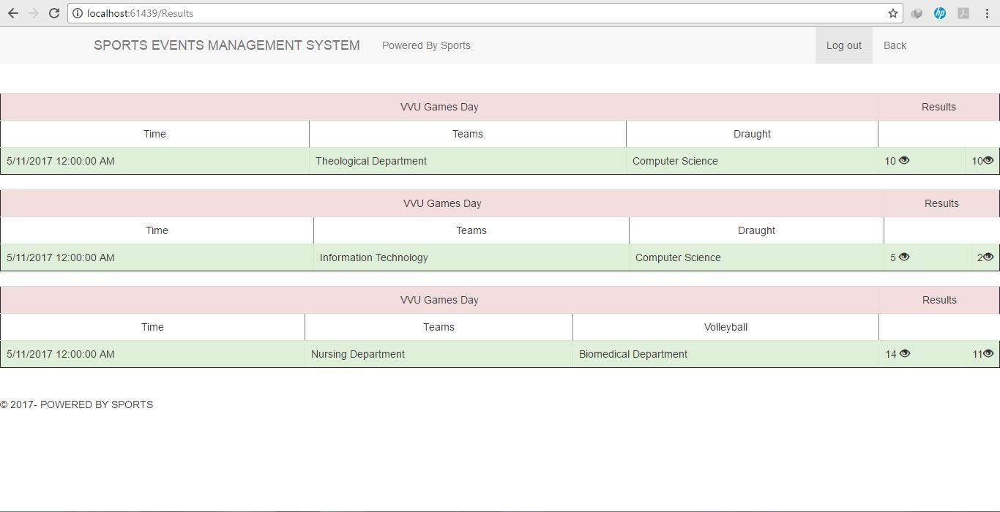 localhost:61439/Results
SPORTS EVENTS MANAGEMENT SYSTEM Powered By Sports Log out Back
VVU Games Day Results
Time Teams Draught
5/11/2017 12:00:00 AM Theological Department Computer Science 10 10
VVU Games Day Results
Time Teams Draught
5/11/2017 12:00:00 AM Information Technology Computer Science 5 2
VVU Games Day Results
Time Teams Volleyball
5/11/2017 12:00:00 AM Nursing Department Biomedical Department 14 11
© 2017- POWERED BY SPORTS